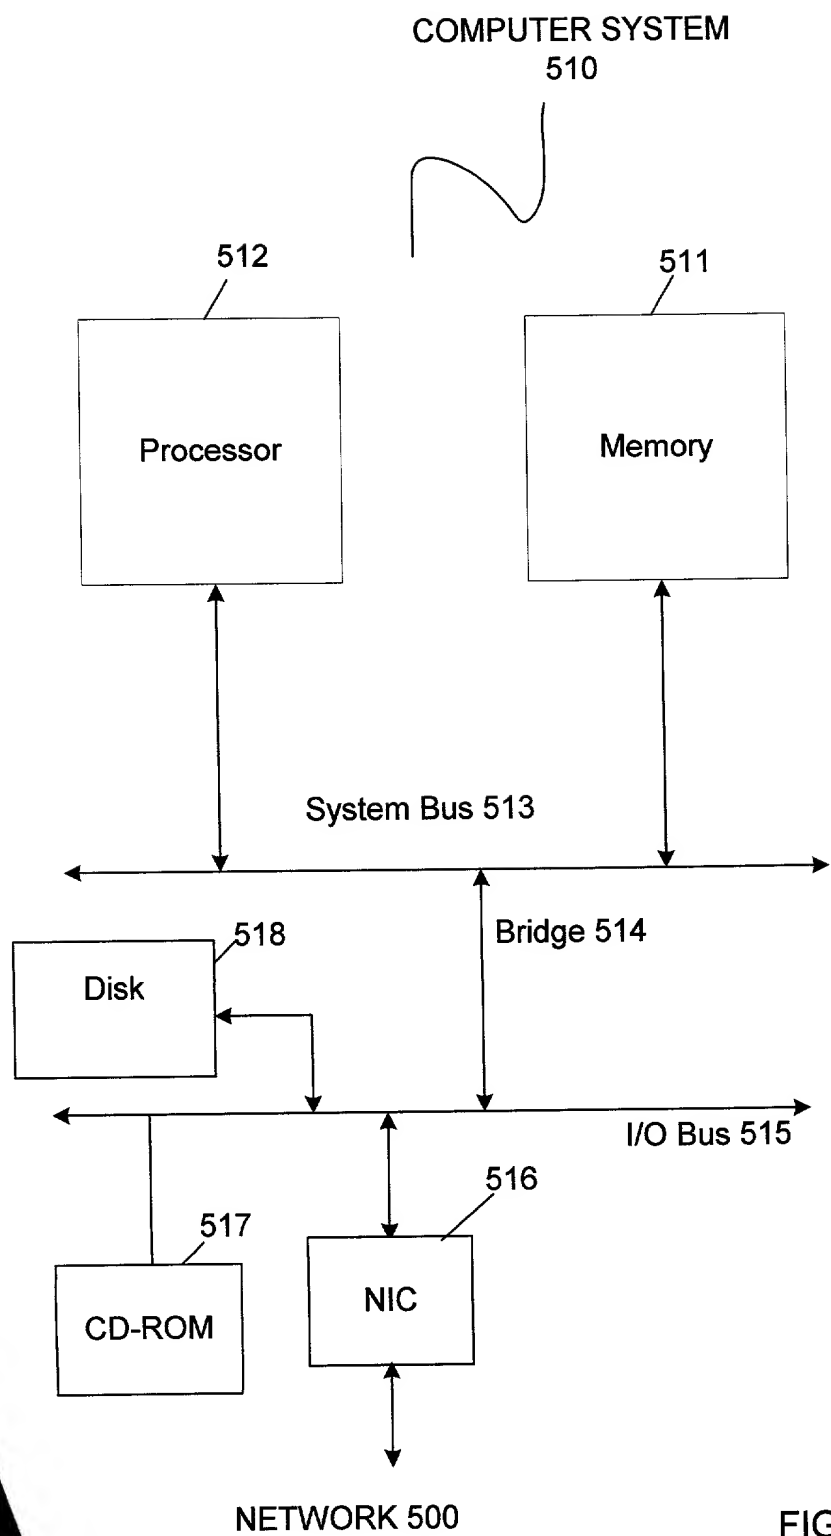 COMPUTER SYSTEM
510
512
511
Processor
Memory
System Bus 513
518
Bridge 514
Disk
I/O Bus 515
516
517
NIC
CD-ROM
NETWORK 500
FIG